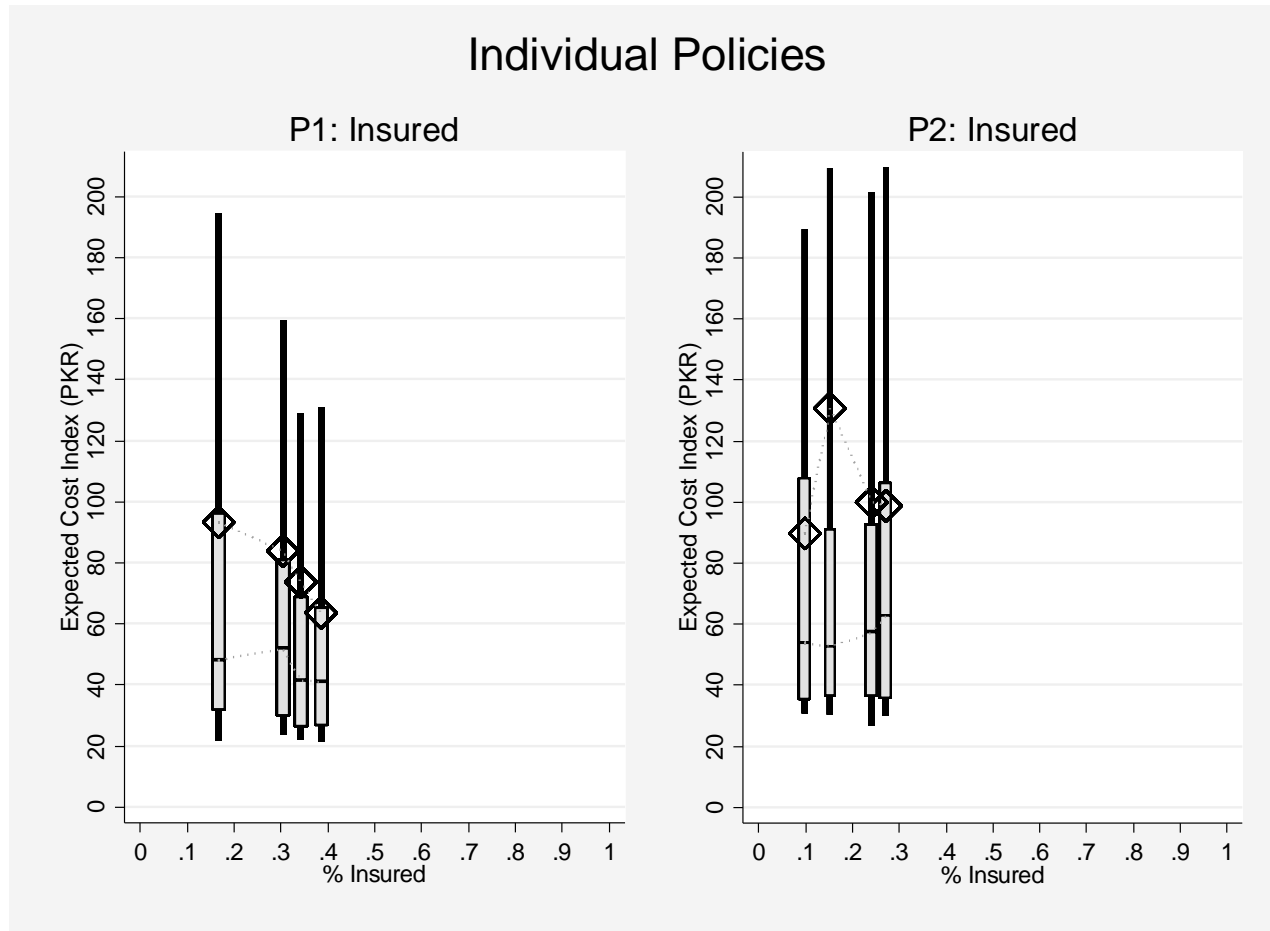 Individual Policies
P1: Insured
P2: Insured
Expected Cost Index (PKR)
200
180
160
140
120
100
80
60
40
20
0
0 .1 .2 .3 .4 .5 .6 .7 .8 .9 1
% Insured
Expected Cost Index (PKR)
200
180
160
140
120
100
80
60
40
20
0
0 .1 .2 .3 .4 .5 .6 .7 .8 .9 1
% Insured